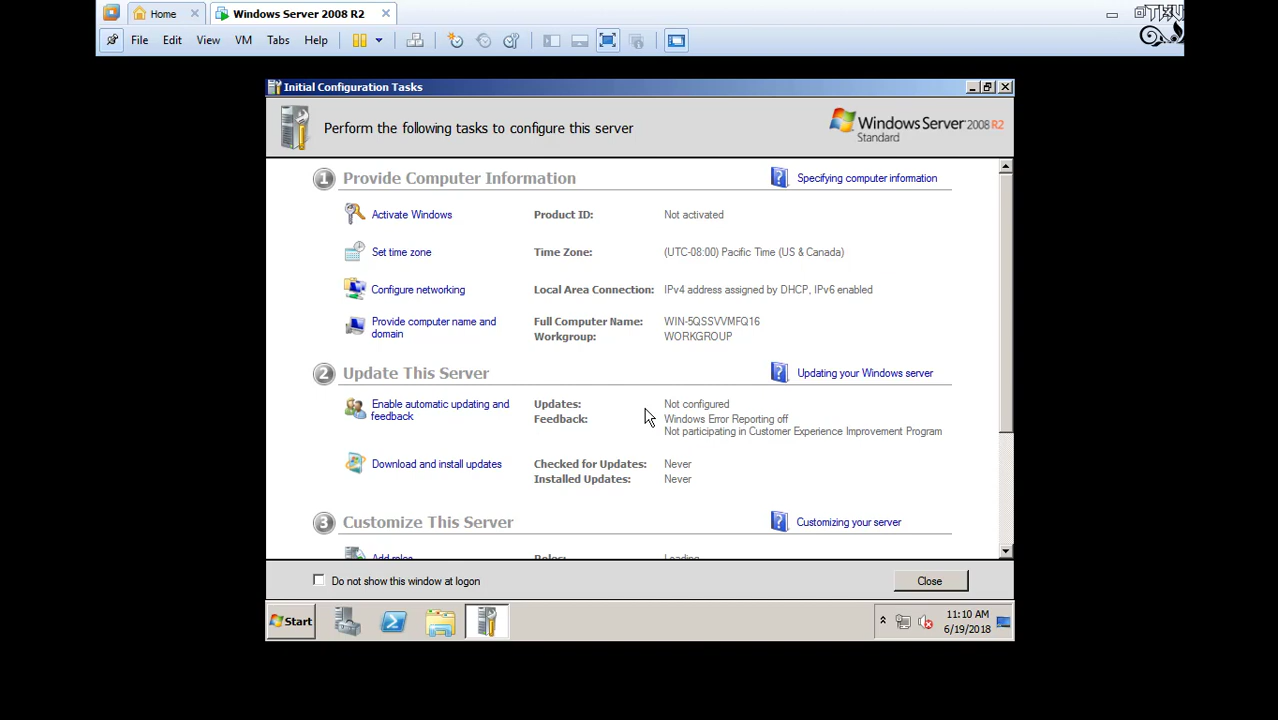 Home
Windows Server 2008 R2
File Edit View VM Tabs Help
Initial Configuration Tasks
Perform the following tasks to configure this server
Windows Server 2008 R2
Standard
1 Provide Computer Information
Specifying computer information
Activate Windows
Product ID: Not activated
Set time zone
Time Zone: (UTC-08:00) Pacific Time (US & Canada)
Configure networking
Local Area Connection: IPv4 address assigned by DHCP, IPv6 enabled
Provide computer name and
domain
Full Computer Name: WIN-5QSSVVMFQ16
Workgroup: WORKGROUP
2 Update This Server
Updating your Windows server
Enable automatic updating and
feedback
Updates: Not configured
Feedback: Windows Error Reporting off
Not participating in Customer Experience Improvement Program
Download and install updates
Checked for Updates: Never
Installed Updates: Never
3 Customize This Server
Customizing your server
Add roles
Roles: Loading
Do not show this window at logon
Close
Start
11:10 AM
6/19/2018